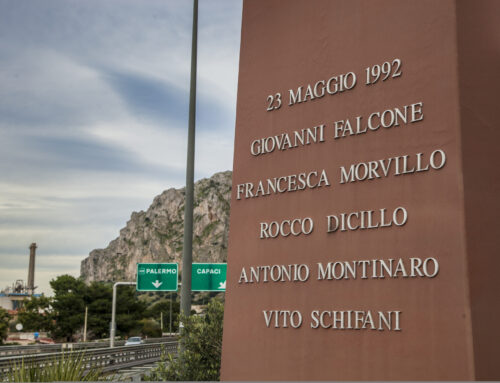 23 MAGGIO 1992
GIOVANNI FALCONE
FRANCESCA MORVILLO
ROCCO DICILLO
ANTONIO MONTINARO
VITO SCHIFANI
PALERMO
CAPACI